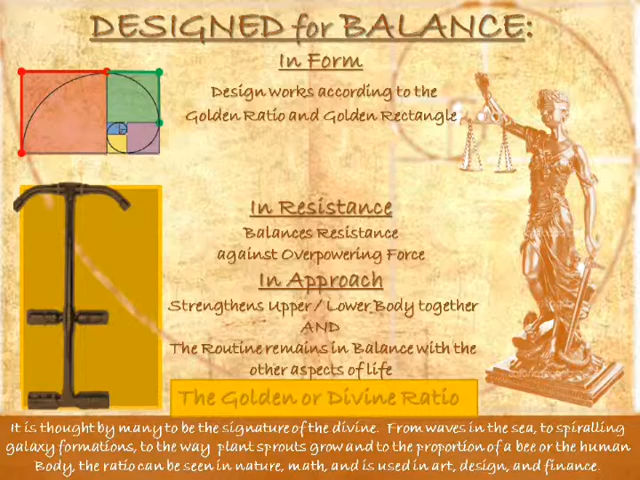 DESIGNED for BALANCE:
In Form
Design works according to the
Golden Ratio and Golden Rectangle
In Resistance
Balances Resistance
against Overpowering Force
In Approach
Strengthens Upper / Lower Body together
AND
The Routine remains in Balance with the
other aspects of life
The Golden or Divine Ratio
It is thought by many to be the signature of the divine. From waves in the sea, to spiralling
galaxy formations, to the way plant sprouts grow and to the proportion of a bee or the human
Body, the ratio can be seen in nature, math, and is used in art, design, and finance.